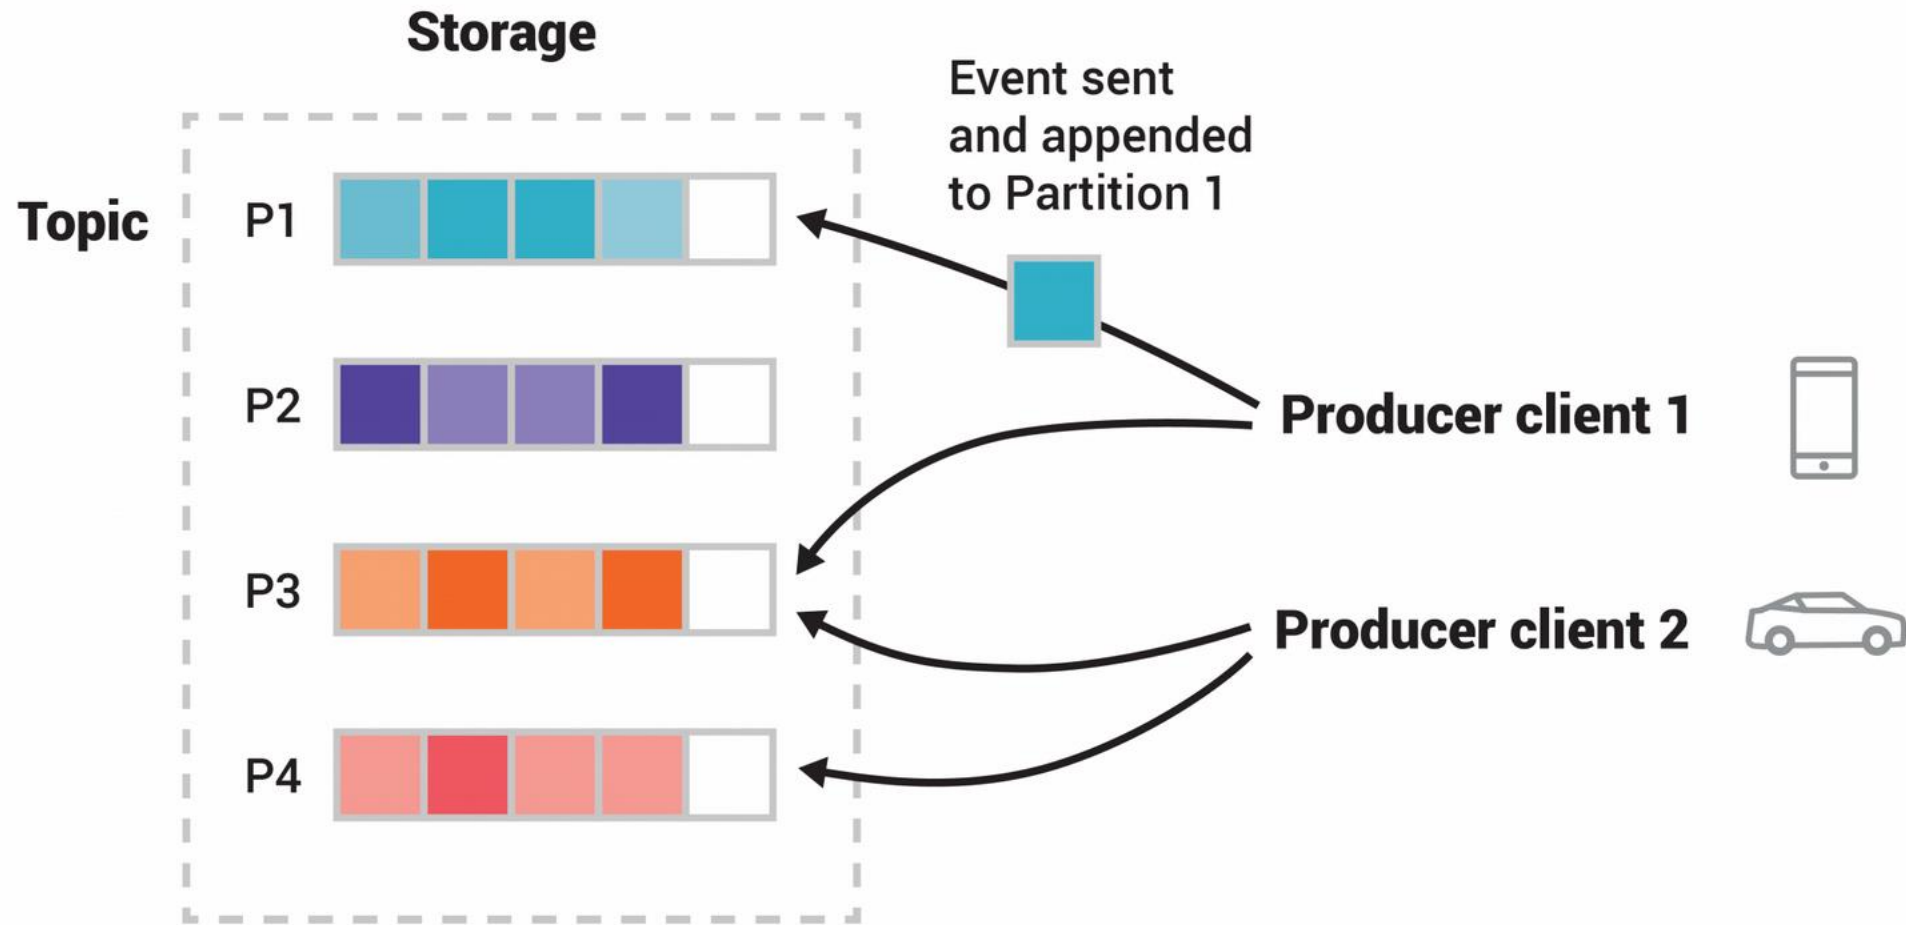 Storage
Event sent
and appended
to Partition 1
Topic
P1
P2
Producer client 1
P3
Producer client 2
P4